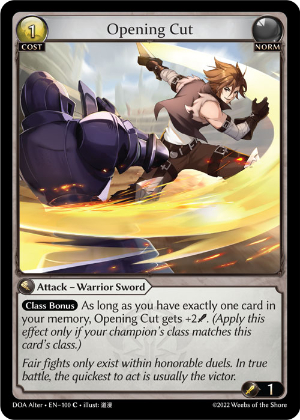 1
Opening Cut
COST
NORM
Attack – Warrior Sword
Class Bonus As long as you have exactly one card in
your memory, Opening Cut gets +2. (Apply this
effect only if your champion's class matches
this card's class.)
Fair fights only exist within honorable duels. In true
battle, the quickest to act is usually the victor.
1
DOA Alter • EN-100 C • illust: 湯浸
©2022 Weebs of the Shore